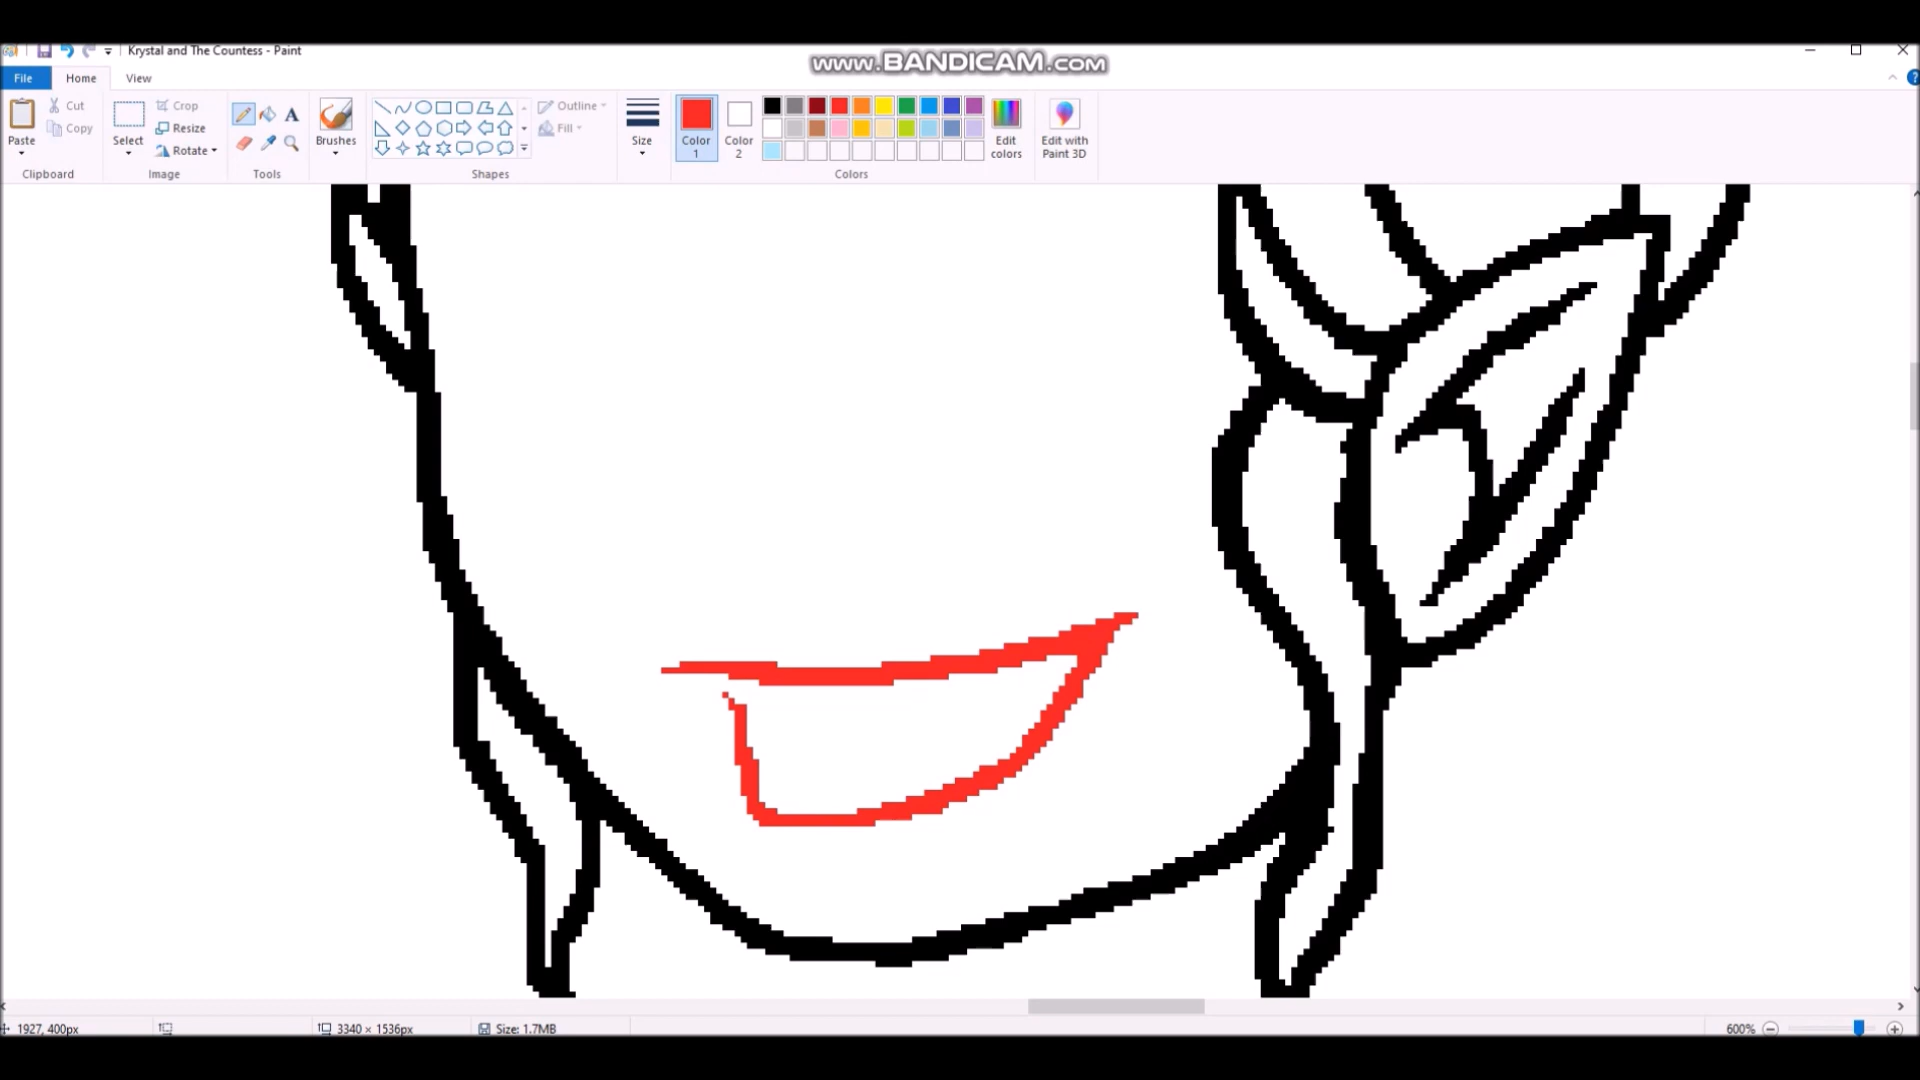 Krystal and The Countess - Paint
www.BANDICAM.com
File
Home
View
Paste
Cut
Copy
Clipboard
Select
Crop
Resize
Rotate
Image
A
Tools
Brushes
Outline
Fill
Shapes
Size
Color
1
Color
2
Edit
colors
Colors
Edit with
Paint 3D
1927, 400px
3340 × 1536px
Size: 1.7MB
600%